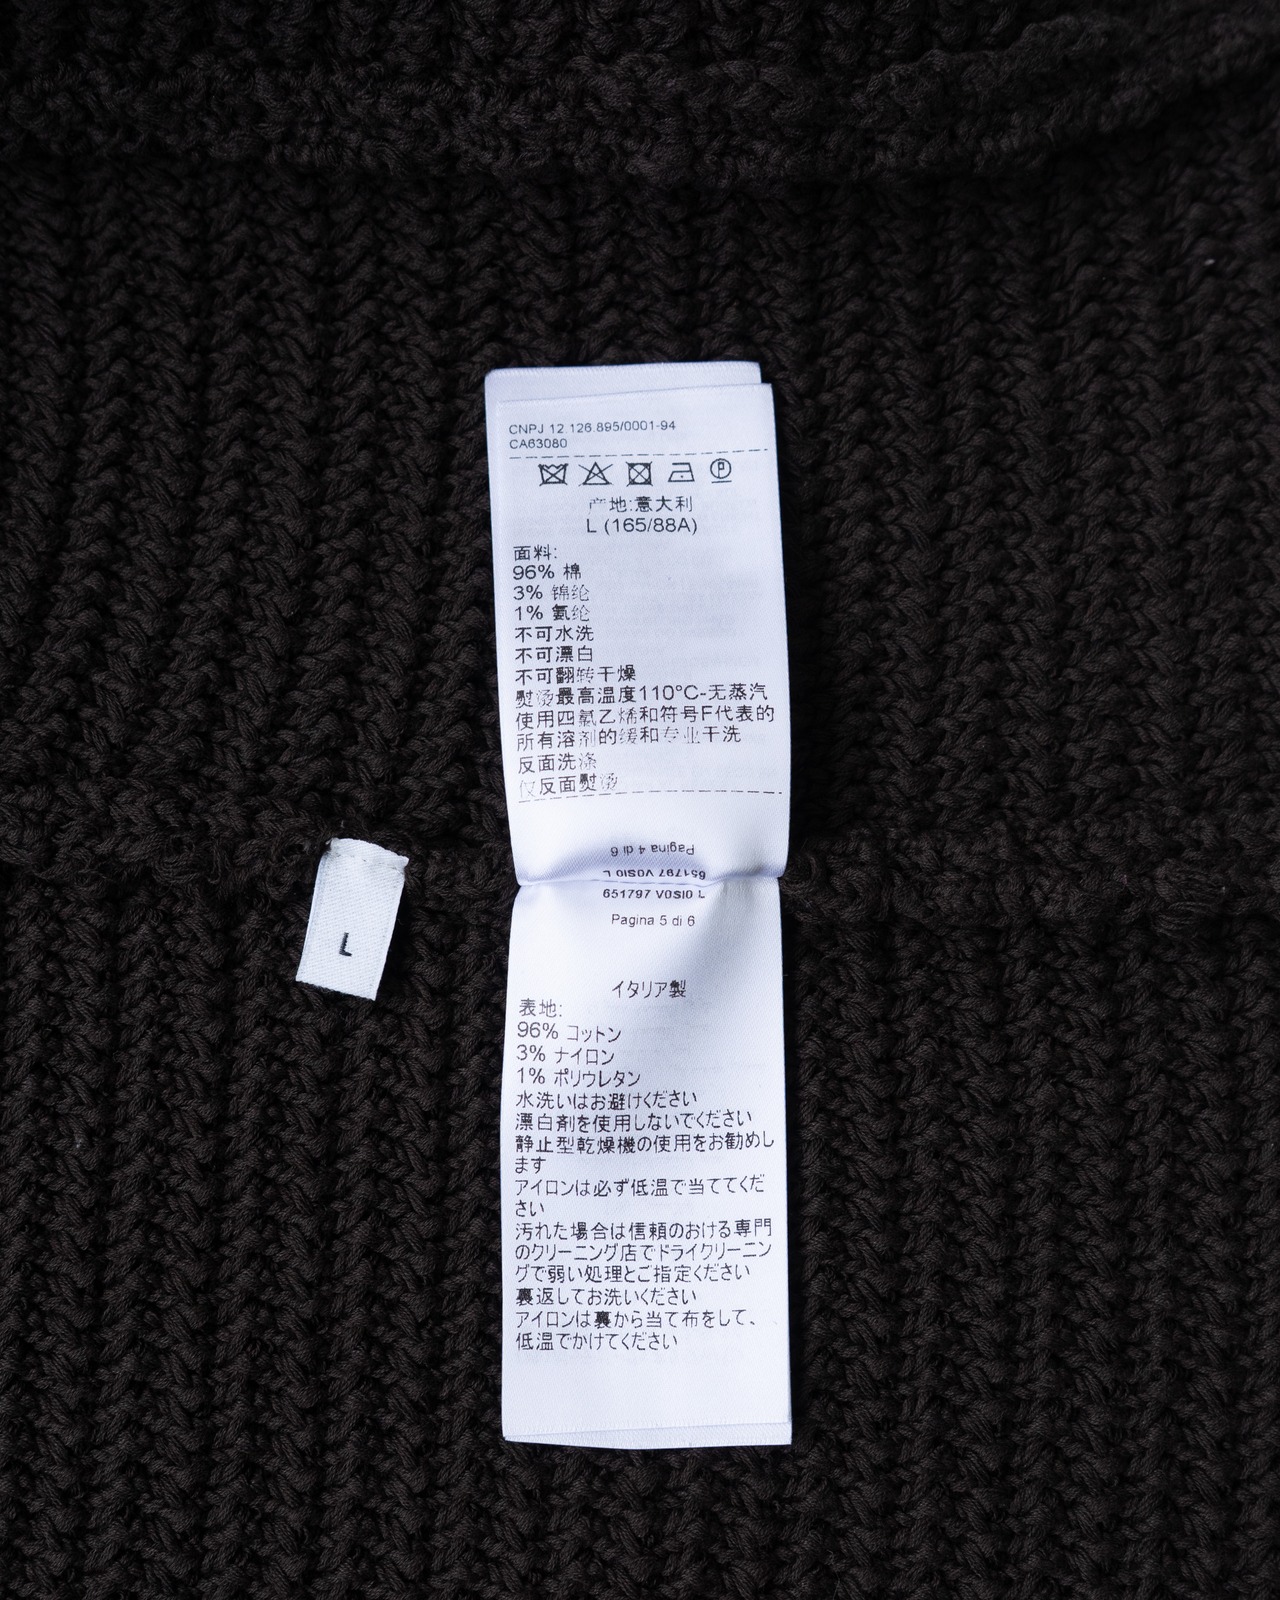 CNPJ 12.126.895/0001-94
CA63080
产地:意大利
L (165/88A)
面料:
96% 棉
3% 锦纶
1% 氨纶
不可水洗
不可漂白
不可翻转干燥
熨烫最高温度110°C-无蒸汽
使用四氯乙烯和符号F代表的
所有溶剂的缓和专业干洗
反面洗涤
仅反面熨烫
Pagina 4 di 6
651797 V0SI0 L
651797 V0SI0 L
Pagina 5 di 6
イタリア製
表地:
96% コットン
3% ナイロン
1% ポリウレタン
水洗いはお避けください
漂白剤を使用しないでください
静止型乾燥機の使用をお勧めし
ます
アイロンは必ず低温で当ててくだ
さい
汚れた場合は信頼のおける専門
のクリーニング店でドライクリーニン
グで弱い処理とご指定ください
裏返してお洗いください
アイロンは裏から当て布をして、
低温でかけてください
L